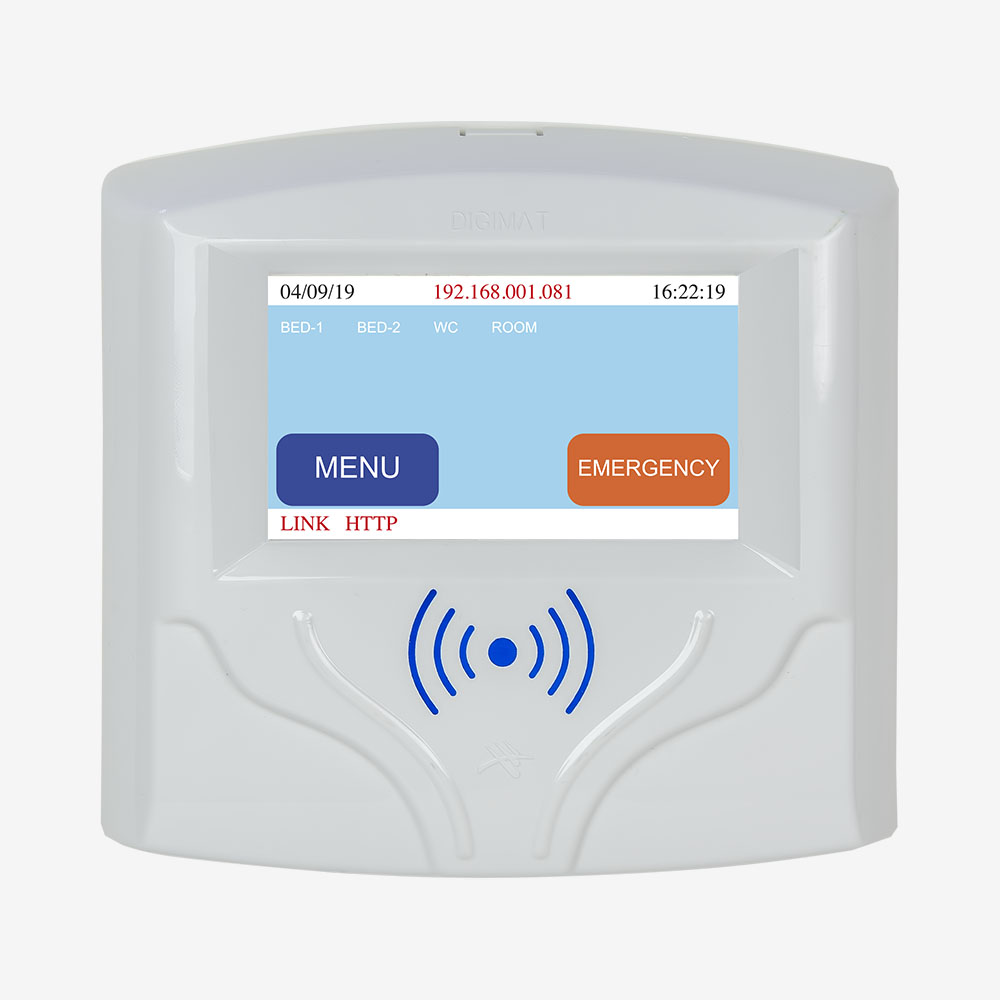 DIGIMAT
04/09/19 192.168.001.081 16:22:19
BED-1 BED-2 WC ROOM
MENU EMERGENCY
LINK HTTP